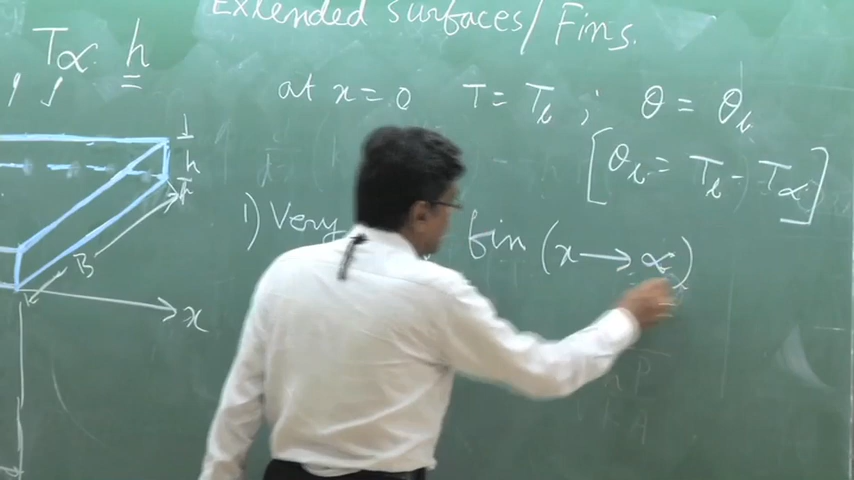 Extended Surfaces/Fins.
T∝ h
at x = 0 T = Tb ; θ = θb
[θb = Tb - T∝]
h
1) Very fin (x → ∝)
B
x